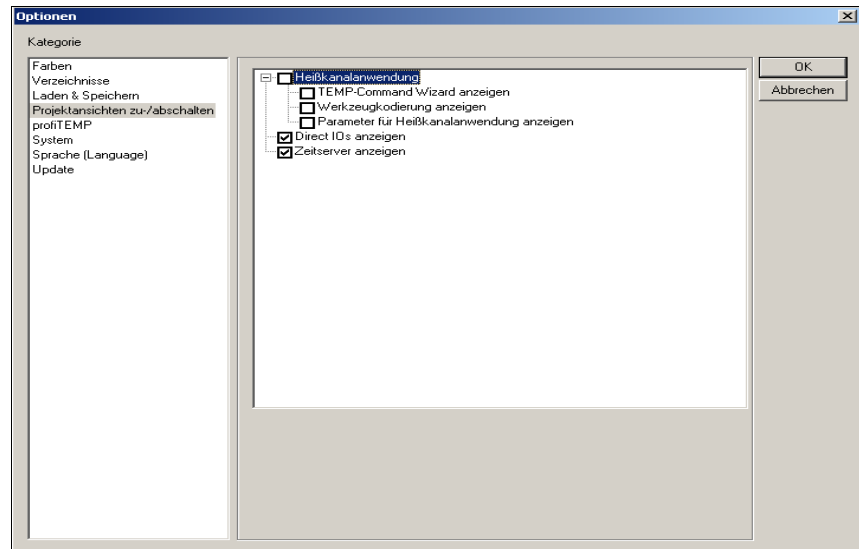 Optionen
Kategorie
Farben
Verzeichnisse
Laden & Speichern
Projektansichten zu-/abschalten
profiTEMP
System
Sprache (Language)
Update
Heißkanalanwendung
TEMP-Command Wizard anzeigen
Werkzeugkodierung anzeigen
Parameter für Heißkanalanwendung anzeigen
Direct IOs anzeigen
Zeitserver anzeigen
OK
Abbrechen